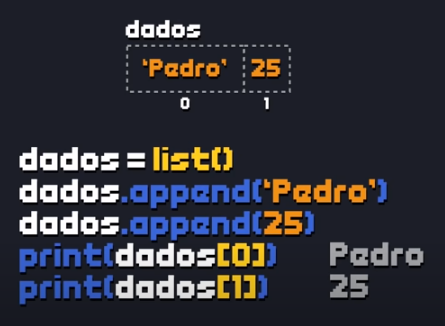 dados
'Pedro' 25
0 1
dados = list()
dados.append('Pedro')
dados.append(25)
print(dados[0]) Pedro
print(dados[1]) 25